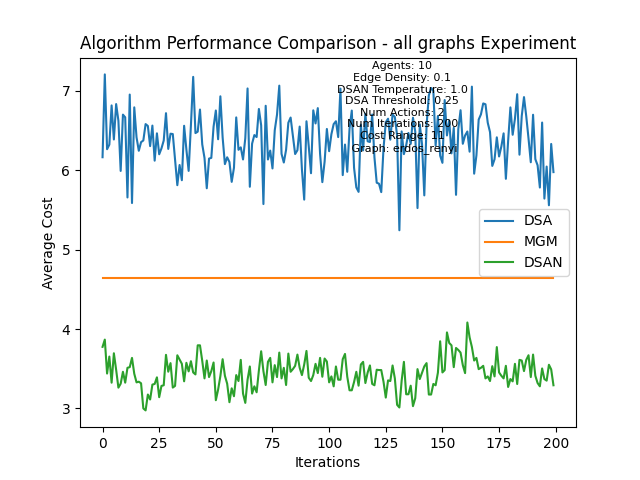 Algorithm Performance Comparison - all graphs Experiment
Agents: 10
Edge Density: 0.1
DSAN Temperature: 1.0
DSA Threshold: 0.25
Num Actions: 2
Num Iterations: 200
Cost Range: 11
Graph: erdos_renyi
7
6
5
4
3
Average Cost
DSA
MGM
DSAN
0
25
50
75
100
125
150
175
200
Iterations